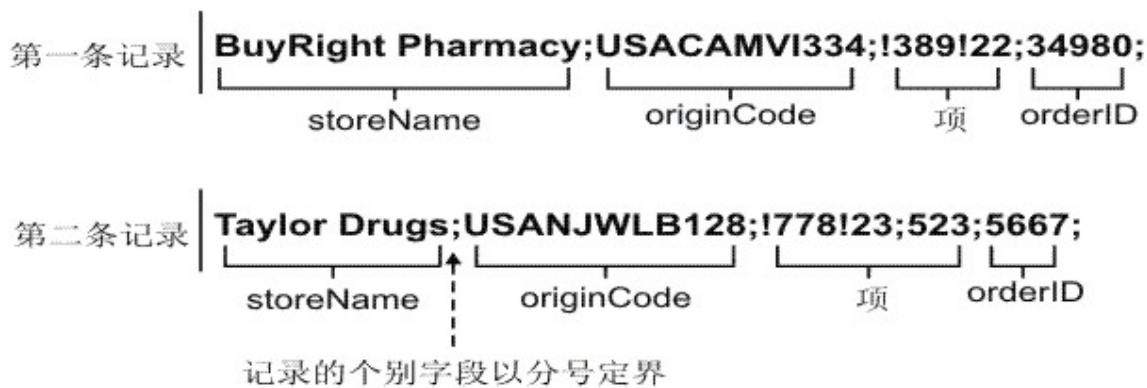 第一条记录 BuyRight Pharmacy;USACAMVI334;!389!22;34980;
storeName originCode 项 orderID
第二条记录 Taylor Drugs;USANJWLB128;!778!23;523;5667;
storeName originCode 项 orderID
记录的个别字段以分号定界